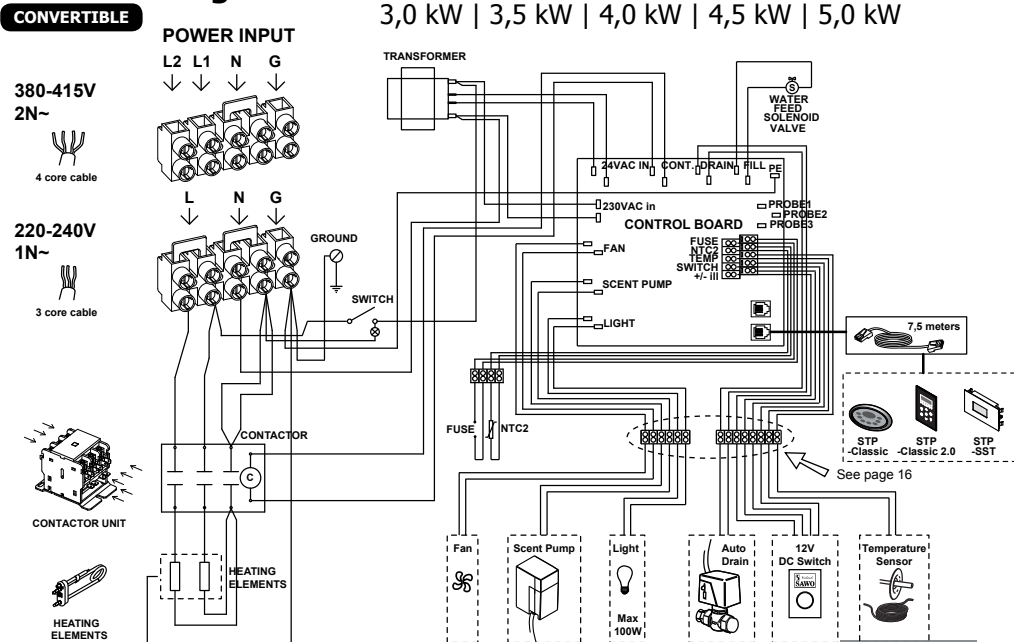 3,0 kW | 3,5 kW | 4,0 kW | 4,5 kW | 5,0 kW
CONVERTIBLE
POWER INPUT
L2 L1 N G
380-415V
2N~
4 core cable
L N G
220-240V
1N~
3 core cable
GROUND
SWITCH
TRANSFORMER
S
WATER
FEED
SOLENOID
VALVE
24VAC IN CONT. DRAIN FILL PE
230VAC in
PROBE1
PROBE2
PROBE3
CONTROL BOARD
FAN
FUSE
NTC2
TEMP
SWITCH
+/- ill
SCENT PUMP
LIGHT
7,5 meters
STP
-Classic
STP
-Classic 2.0
STP
-SST
FUSE
NTC2
See page 16
CONTACTOR
C
CONTACTOR UNIT
HEATING
ELEMENTS
HEATING
ELEMENTS
Fan
Scent Pump
Light
Max
100W
Auto
Drain
12V
DC Switch
SAWO
Temperature
Sensor